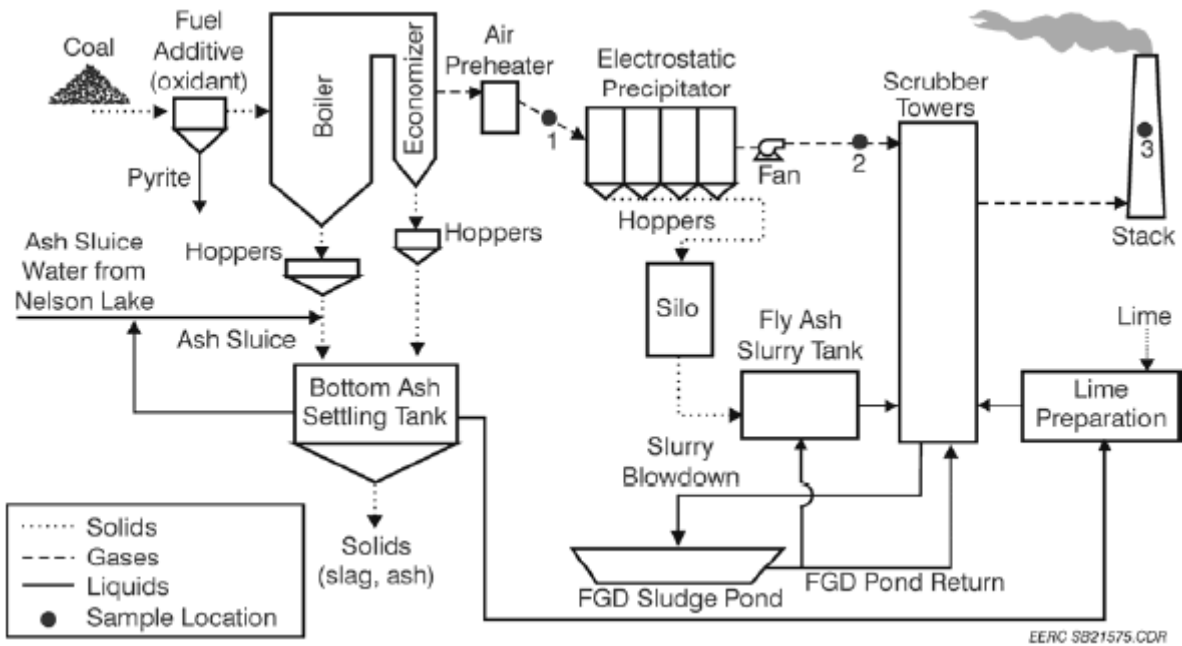 Coal
Fuel
Additive
(oxidant)
Pyrite
Boiler
Economizer
Air
Preheater
1
Electrostatic
Precipitator
Hoppers
Fan
2
Scrubber
Towers
3
Stack
Hoppers
Hoppers
Ash Sluice
Water from
Nelson Lake
Ash Sluice
Bottom Ash
Settling Tank
Solids
(slag, ash)
Silo
Fly Ash
Slurry Tank
Lime
Lime
Preparation
Slurry
Blowdown
FGD Sludge Pond
FGD Pond Return
Solids
Gases
Liquids
Sample Location
EERC SB21575.CDR